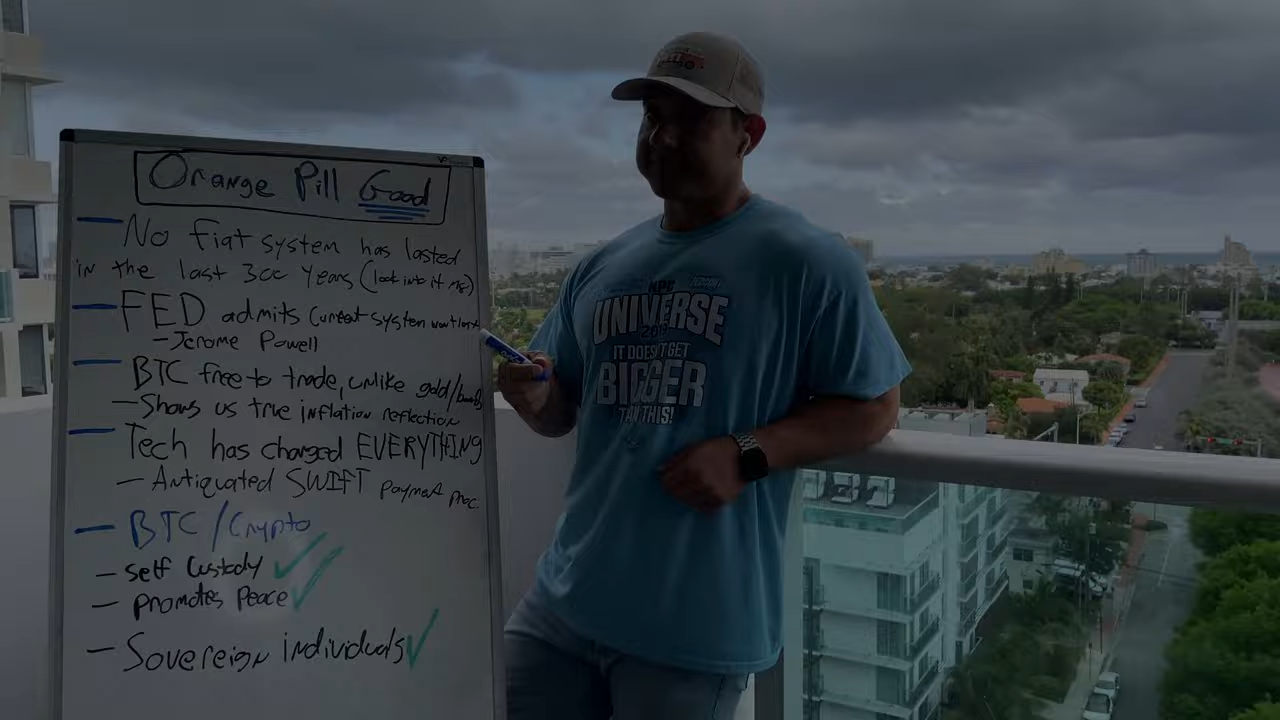 Orange Pill Good
No fiat system has lasted
in the last 300 years (look into it
FED admits current system won't last
- Jerome Powell
BTC free to trade, unlike gold/
- Shows us true inflation reflection
Tech has changed EVERYTHING
- Antiquated SWIFT payment proc.
BTC/Crypto
- self custody
- promotes peace
- Sovereign individuals
NPC
UNIVERSE
2019
IT DOESN'T GET
BIGGER
THAN THIS!